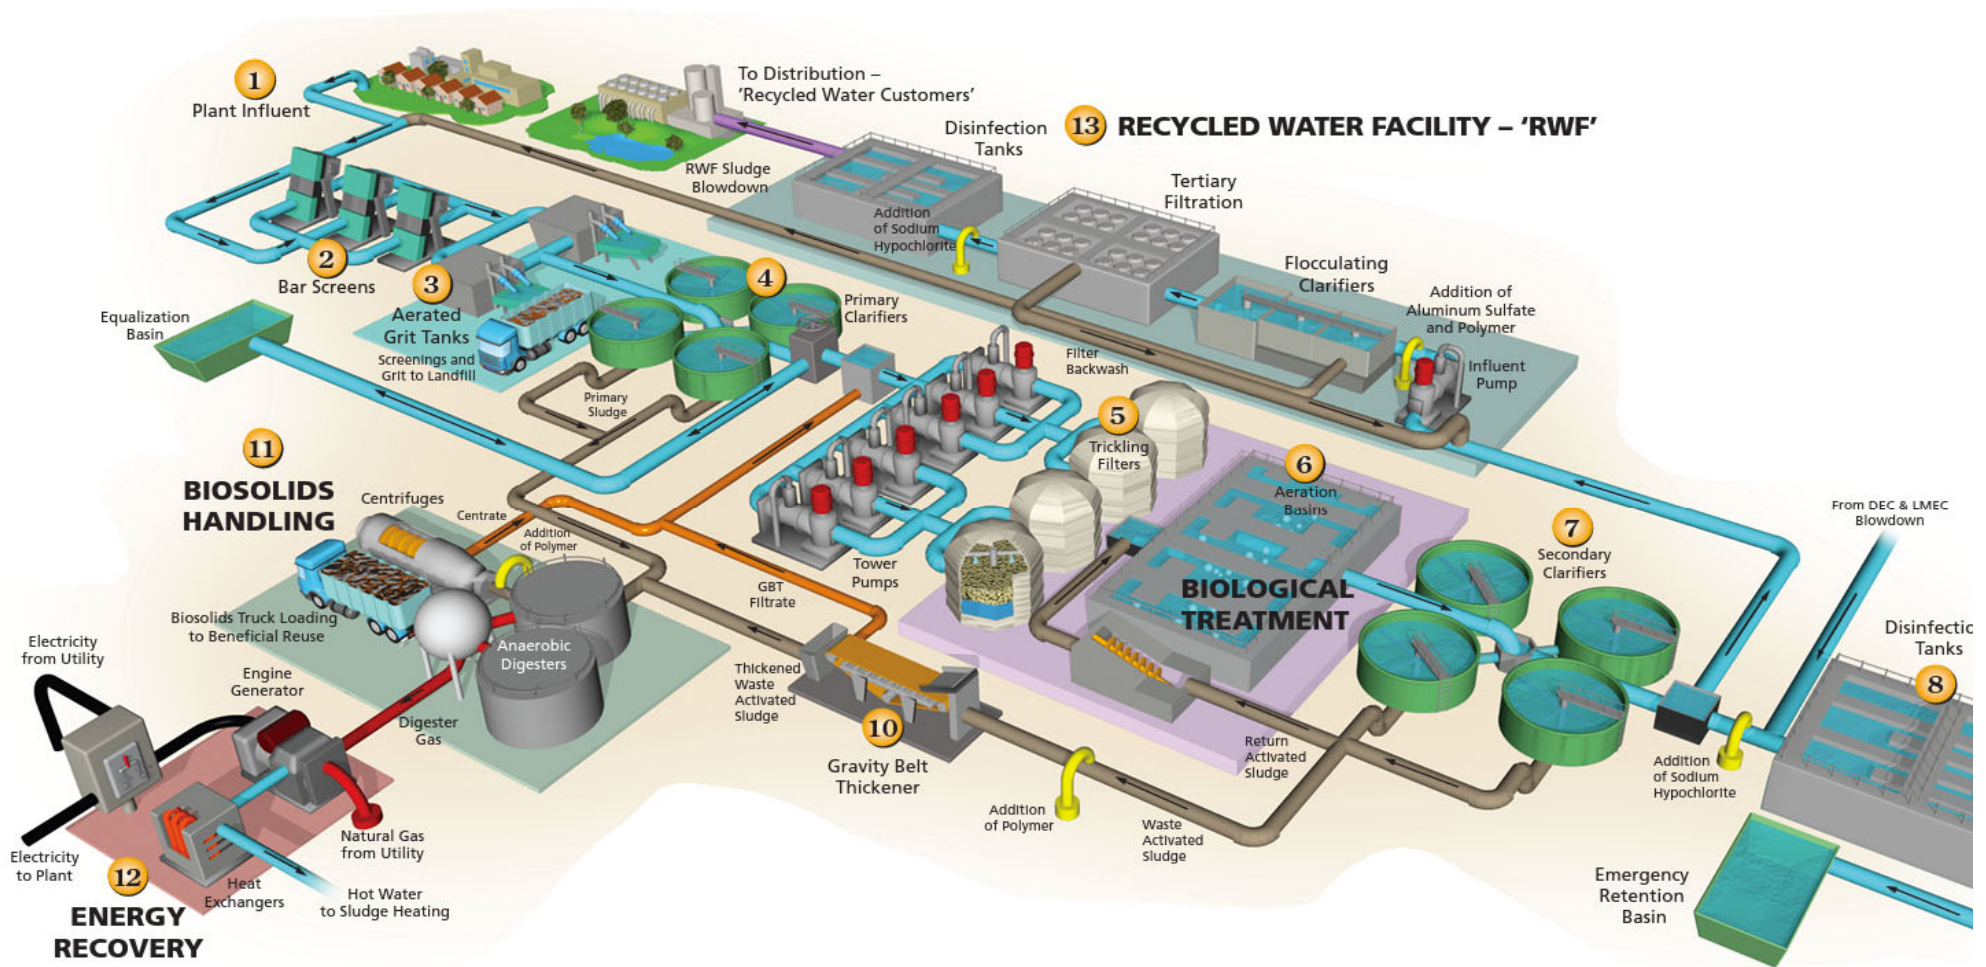 1
Plant Influent
To Distribution –
‘Recycled Water Customers’
13 RECYCLED WATER FACILITY – ‘RWF’
Disinfection
Tanks
RWF Sludge
Blowdown
Tertiary
Filtration
Addition
of Sodium
Hypochlorite
Flocculating
Clarifiers
Addition of
Aluminum Sulfate
and Polymer
Influent
Pump
Filter
Backwash
2
Bar Screens
3
Aerated
Grit Tanks
Screenings and
Grit to Landfill
4
Primary
Clarifiers
Equalization
Basin
Primary
Sludge
5
Trickling
Filters
6
Aeration
Basins
BIOLOGICAL
TREATMENT
7
Secondary
Clarifiers
From DEC & LMEC
Blowdown
Disinfectio
Tanks
8
11
BIOSOLIDS
HANDLING
Centrifuges
Centrate
Addition
of Polymer
Tower
Pumps
GBT
Filtrate
Biosolids Truck Loading
to Beneficial Reuse
Anaerobic
Digesters
Electricity
from Utility
Engine
Generator
Digester
Gas
Thickened
Waste
Activated
Sludge
10
Gravity Belt
Thickener
Return
Activated
Sludge
Addition
of Sodium
Hypochlorite
Addition
of Polymer
Waste
Activated
Sludge
Natural Gas
from Utility
Electricity
to Plant
12
Heat
Exchangers
Hot Water
to Sludge Heating
ENERGY
RECOVERY
Emergency
Retention
Basin